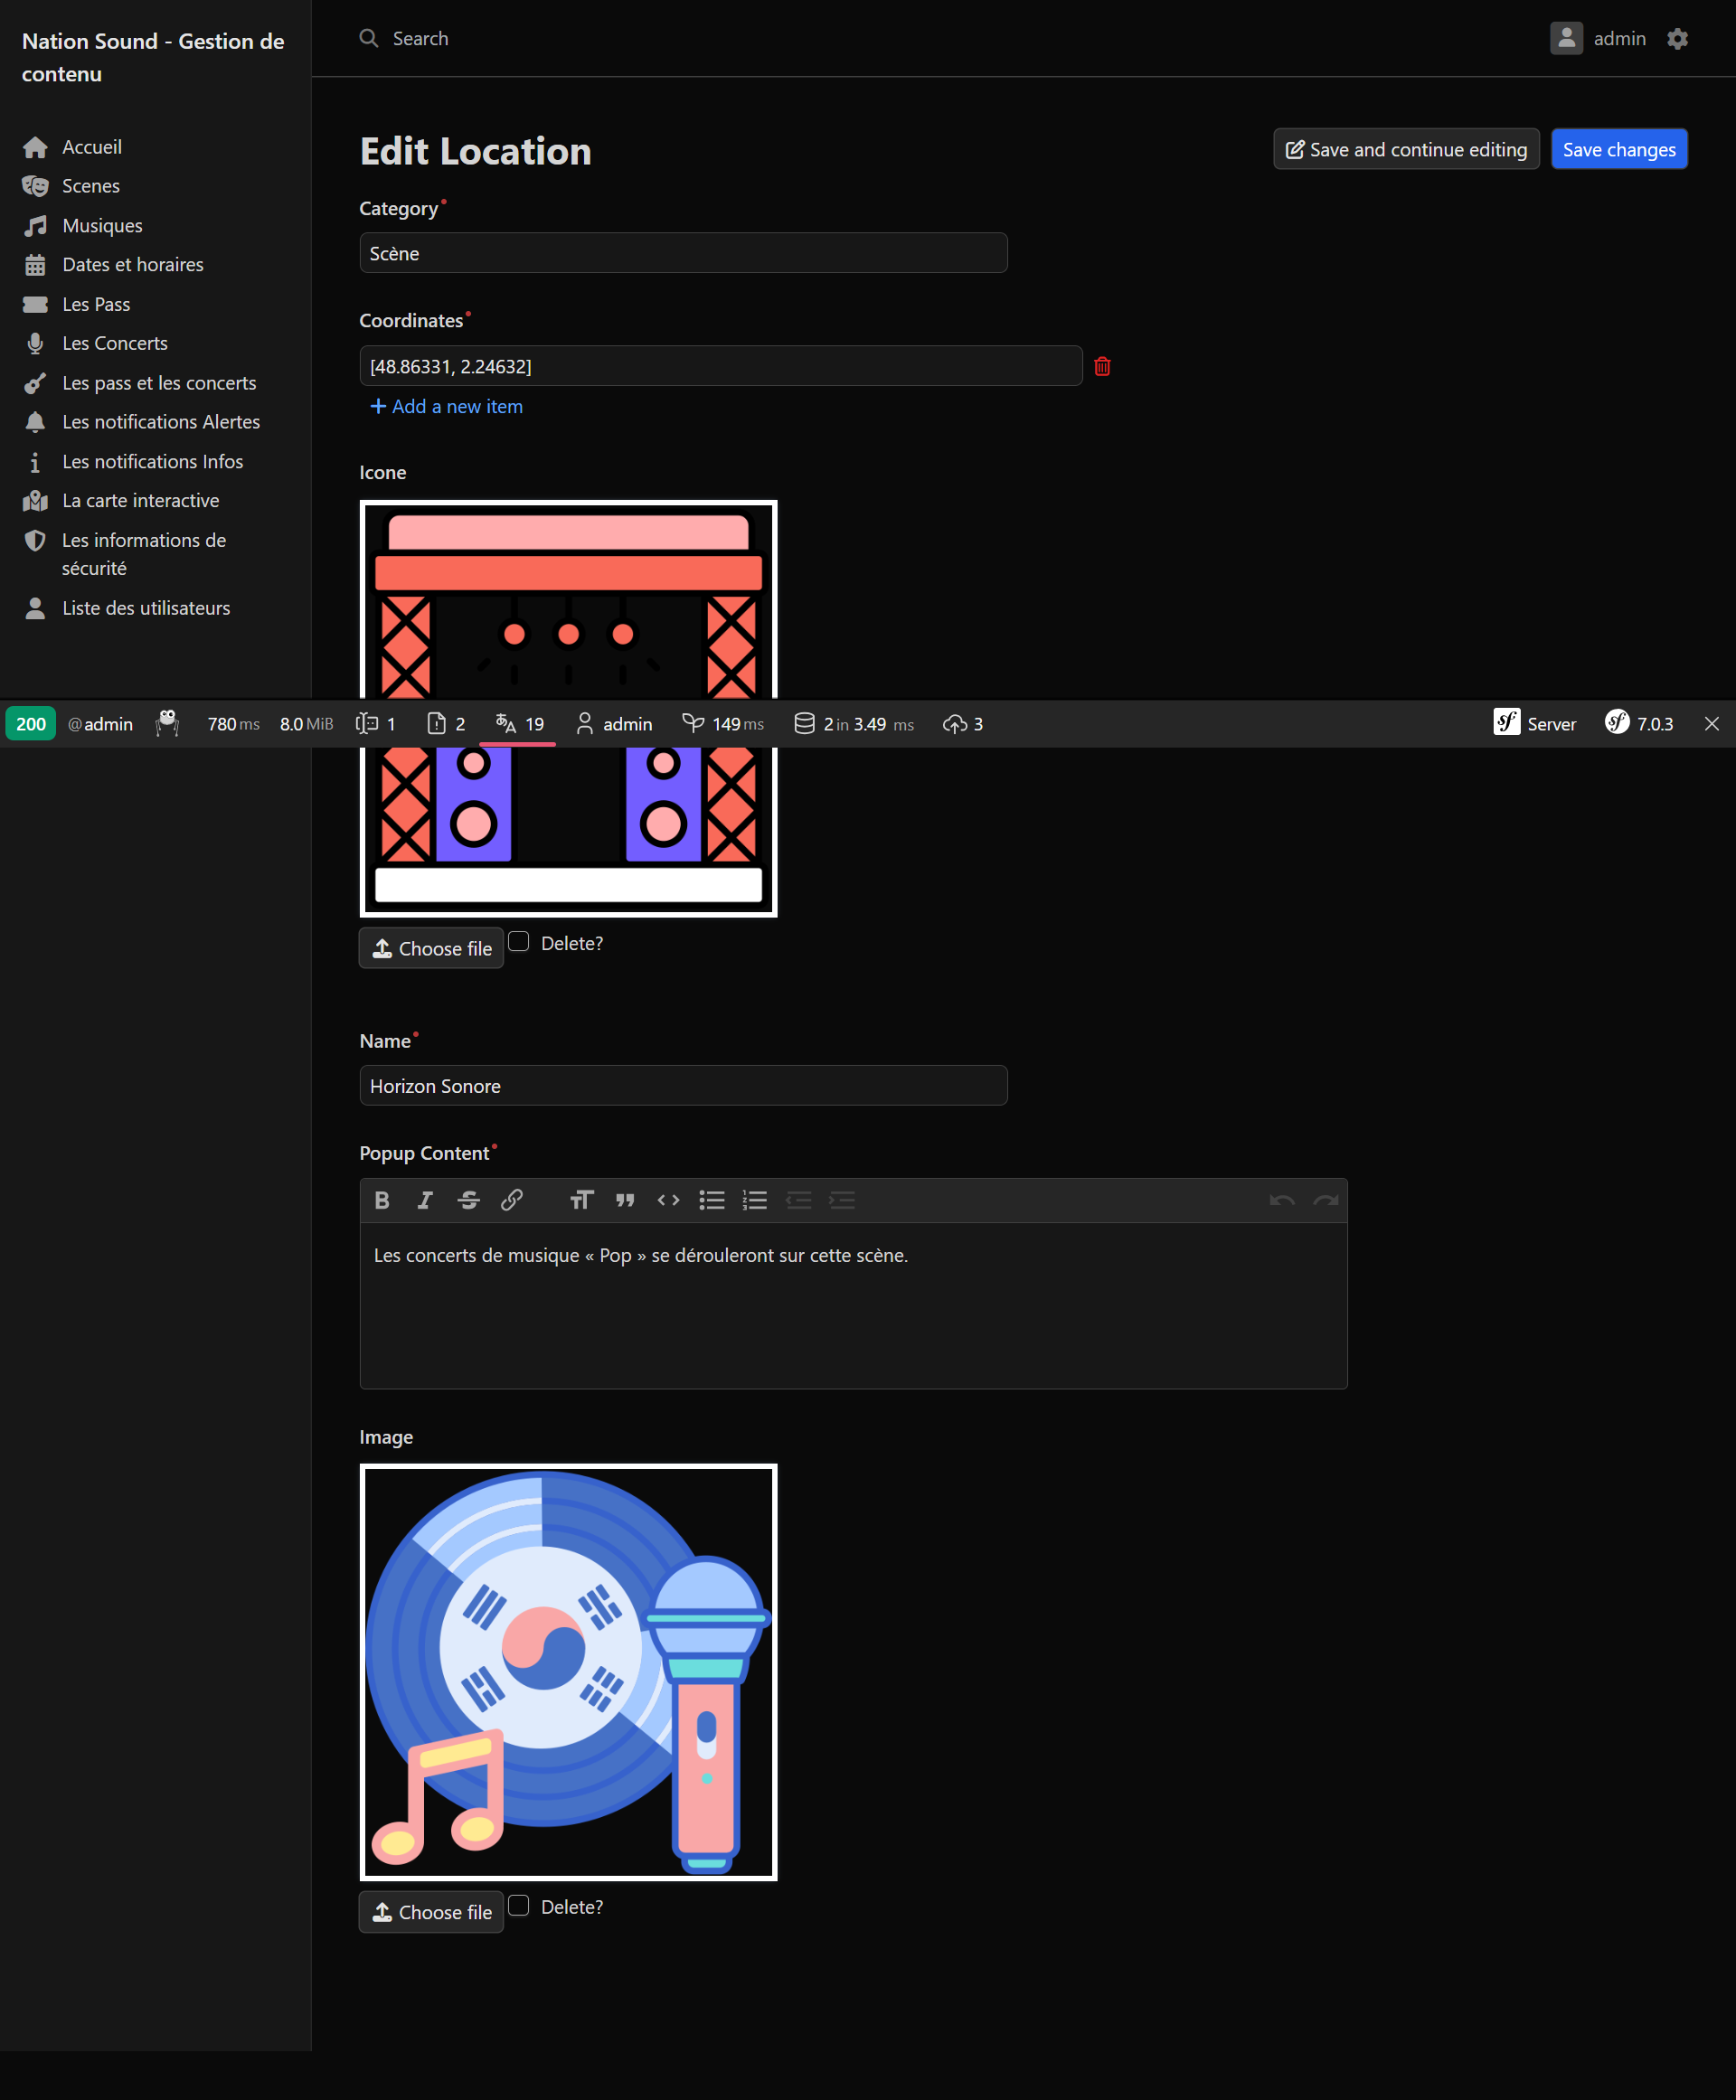 Nation Sound - Gestion de
contenu
Accueil
Scenes
Musiques
Dates et horaires
Les Pass
Les Concerts
Les pass et les concerts
Les notifications Alertes
Les notifications Infos
La carte interactive
Les informations de
sécurité
Liste des utilisateurs
Search
admin
Edit Location
Save and continue editing
Save changes
Category
Scène
Coordinates
[48.86331, 2.24632]
Add a new item
Icone
200 @admin 780 ms 8.0 MiB 1 2 19 admin 149 ms 2 in 3.49 ms 3 Server 7.0.3
Choose file
Delete?
Name
Horizon Sonore
Popup Content
Les concerts de musique « Pop » se dérouleront sur cette scène.
Image
Choose file
Delete?